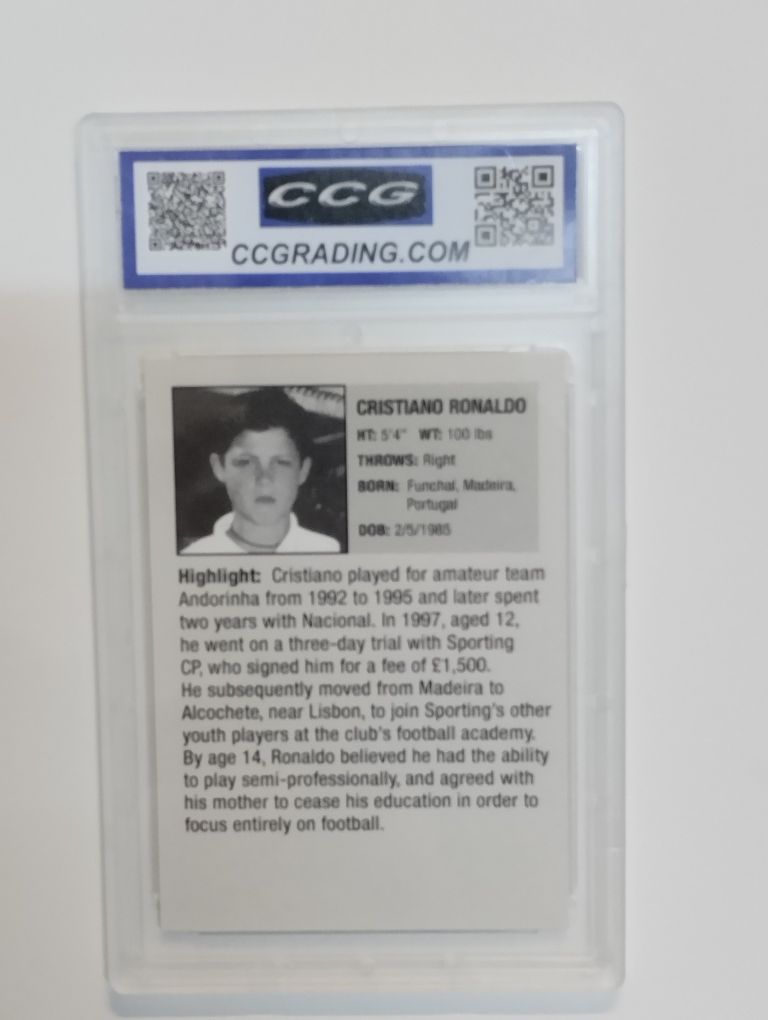 CCG
CCGRADING.COM
CRISTIANO RONALDO
HT: 5'4" WT: 100 lbs
THROWS: Right
BORN: Funchal, Madeira,
Portugal
DOB: 2/5/1985
Highlight: Cristiano played for amateur team
Andorinha from 1992 to 1995 and later spent
two years with Nacional. In 1997, aged 12,
he went on a three-day trial with Sporting
CP, who signed him for a fee of £1,500.
He subsequently moved from Madeira to
Alcochete, near Lisbon, to join Sporting's other
youth players at the club's football academy.
By age 14, Ronaldo believed he had the ability
to play semi-professionally, and agreed with
his mother to cease his education in order to
focus entirely on football.